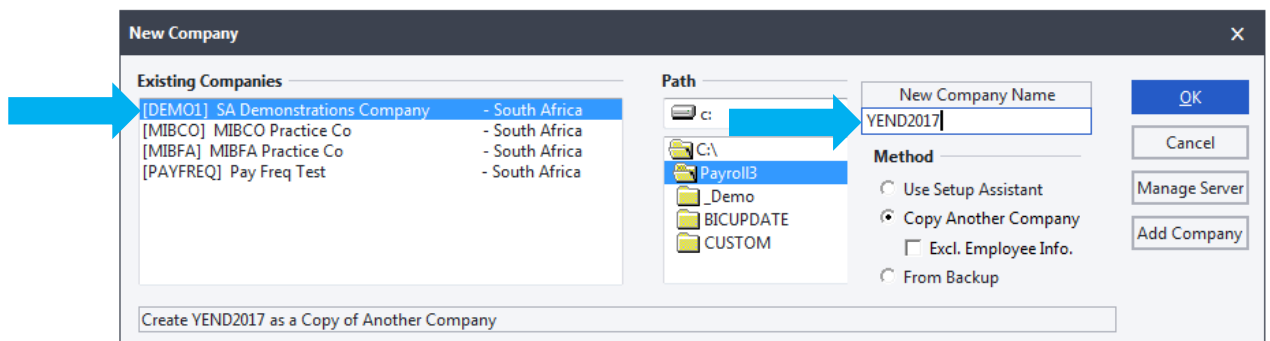 New Company
Existing Companies
[DEMO1] SA Demonstrations Company - South Africa
[MIBCO] MIBCO Practice Co - South Africa
[MIBFA] MIBFA Practice Co - South Africa
[PAYFREQ] Pay Freq Test - South Africa
Path
c:
C:\
Payroll3
_Demo
BICUPDATE
CUSTOM
New Company Name
YEND2017
Method
Use Setup Assistant
Copy Another Company
Excl. Employee Info.
From Backup
OK
Cancel
Manage Server
Add Company
Create YEND2017 as a Copy of Another Company